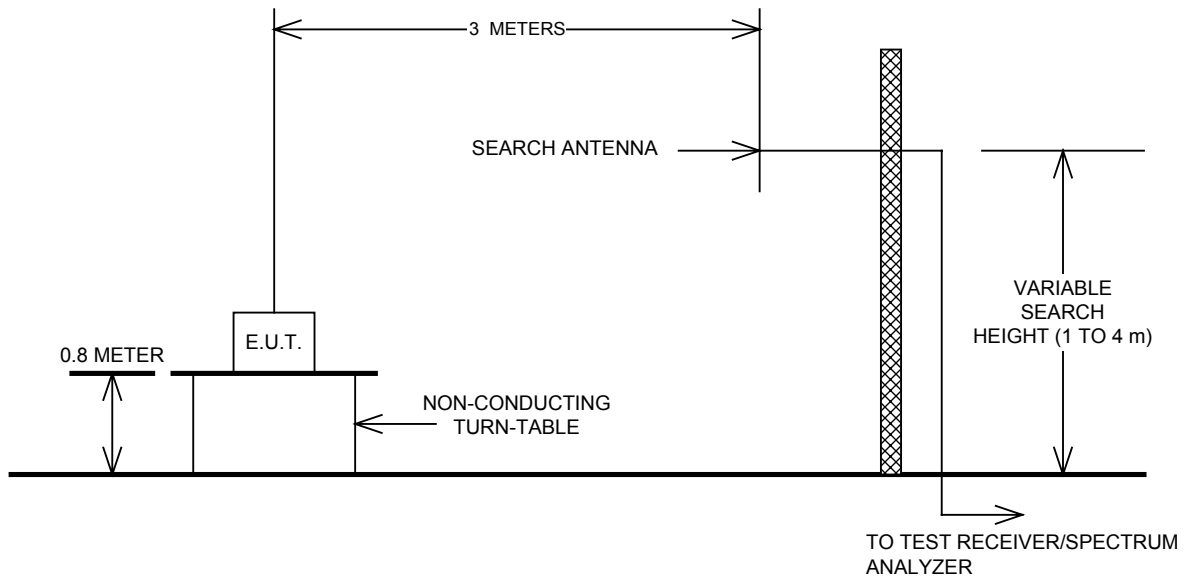 3 METERS
SEARCH ANTENNA
VARIABLE
SEARCH
HEIGHT (1 TO 4 m)
E.U.T.
0.8 METER
NON-CONDUCTING
TURN-TABLE
TO TEST RECEIVER/SPECTRUM
ANALYZER